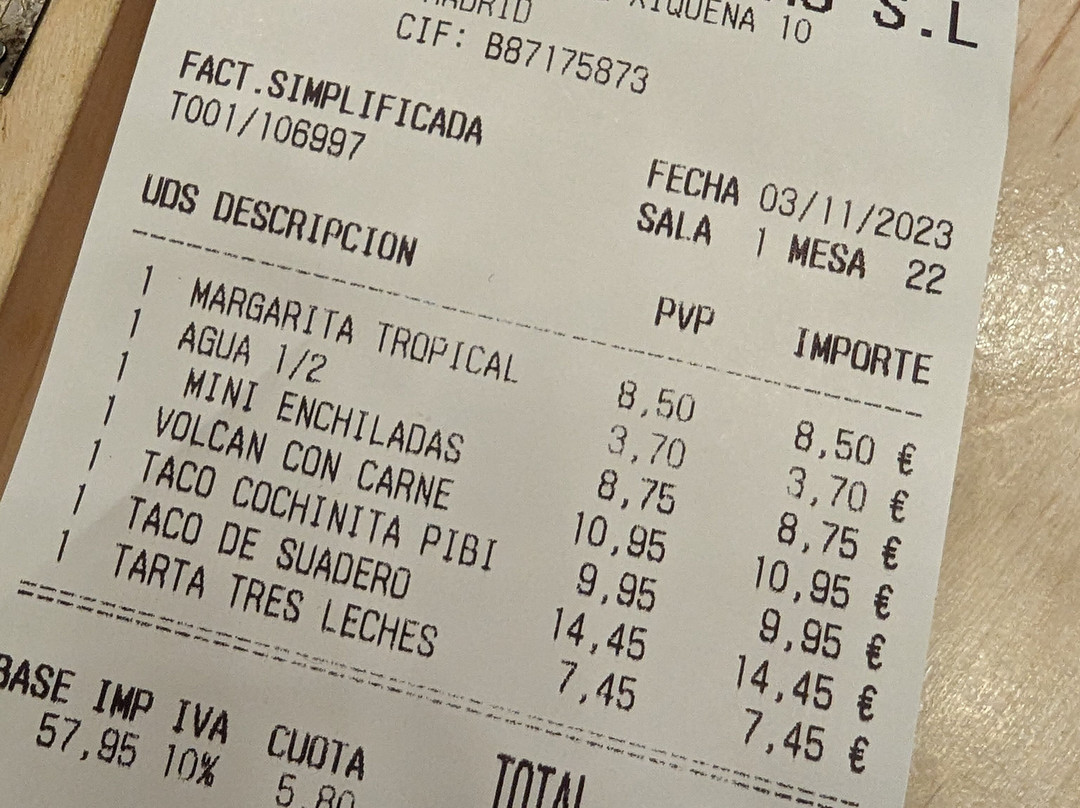 S.L
XIQUENA 10
MADRID
CIF: B87175873
FACT.SIMPLIFICADA
T001/106997
FECHA 03/11/2023
SALA 1 MESA 22
UDS DESCRIPCION PVP IMPORTE
1 MARGARITA TROPICAL 8,50 8,50 €
1 AGUA 1/2 3,70 3,70 €
1 MINI ENCHILADAS 8,75 8,75 €
1 VOLCAN CON CARNE 10,95 10,95 €
1 TACO COCHINITA PIBI 9,95 9,95 €
1 TACO DE SUADERO 14,45 14,45 €
1 TARTA TRES LECHES 7,45 7,45 €
BASE IMP IVA CUOTA TOTAL
57,95 10% 5,80